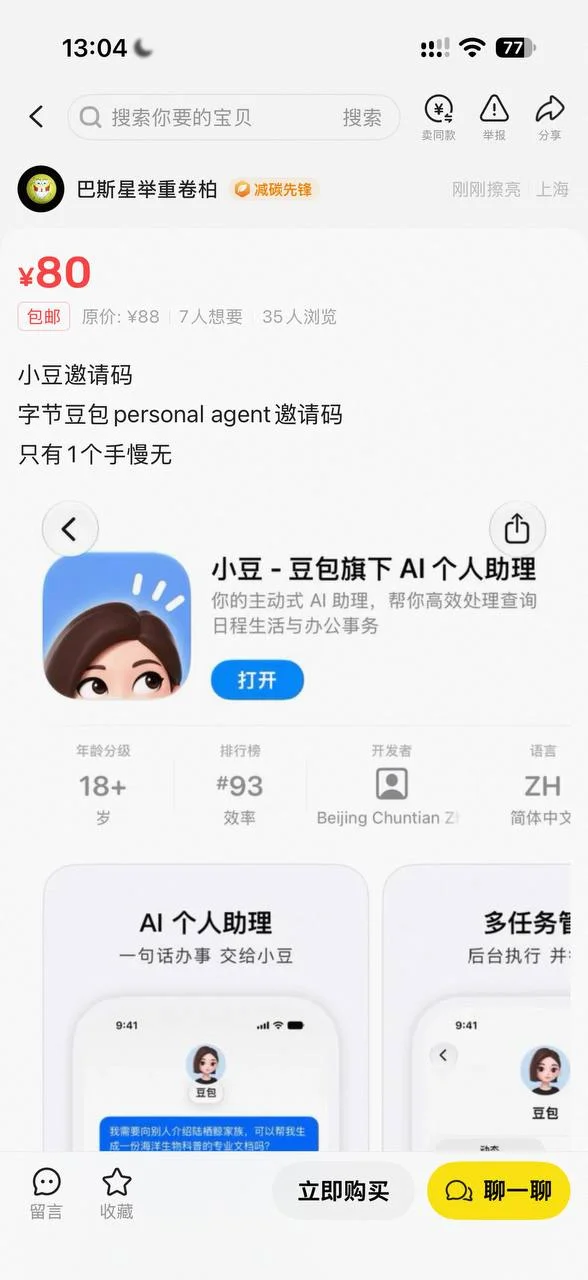 13:04
77
搜索你要的宝贝
搜索
卖同款
举报
分享
巴斯星举重卷柏
减碳先锋
刚刚擦亮
上海
¥80
包邮
原价: ¥88
7人想要
35人浏览
小豆邀请码
字节豆包personal agent邀请码
只有1个手慢无
小豆 - 豆包旗下 AI 个人助理
你的主动式 AI 助理，帮你高效处理查询
日程生活与办公事务
打开
年龄分级
18+
岁
排行榜
#93
效率
开发者
Beijing Chuntian Z
语言
ZH
简体中文
AI 个人助理
一句话办事 交给小豆
9:41
豆包
我需要向别人介绍陆栖鲸家族，可以帮我生
成一份海洋生物科普的专业文档吗?
多任务管
后台执行 并
9:41
豆包
动态
留言
收藏
立即购买
聊一聊